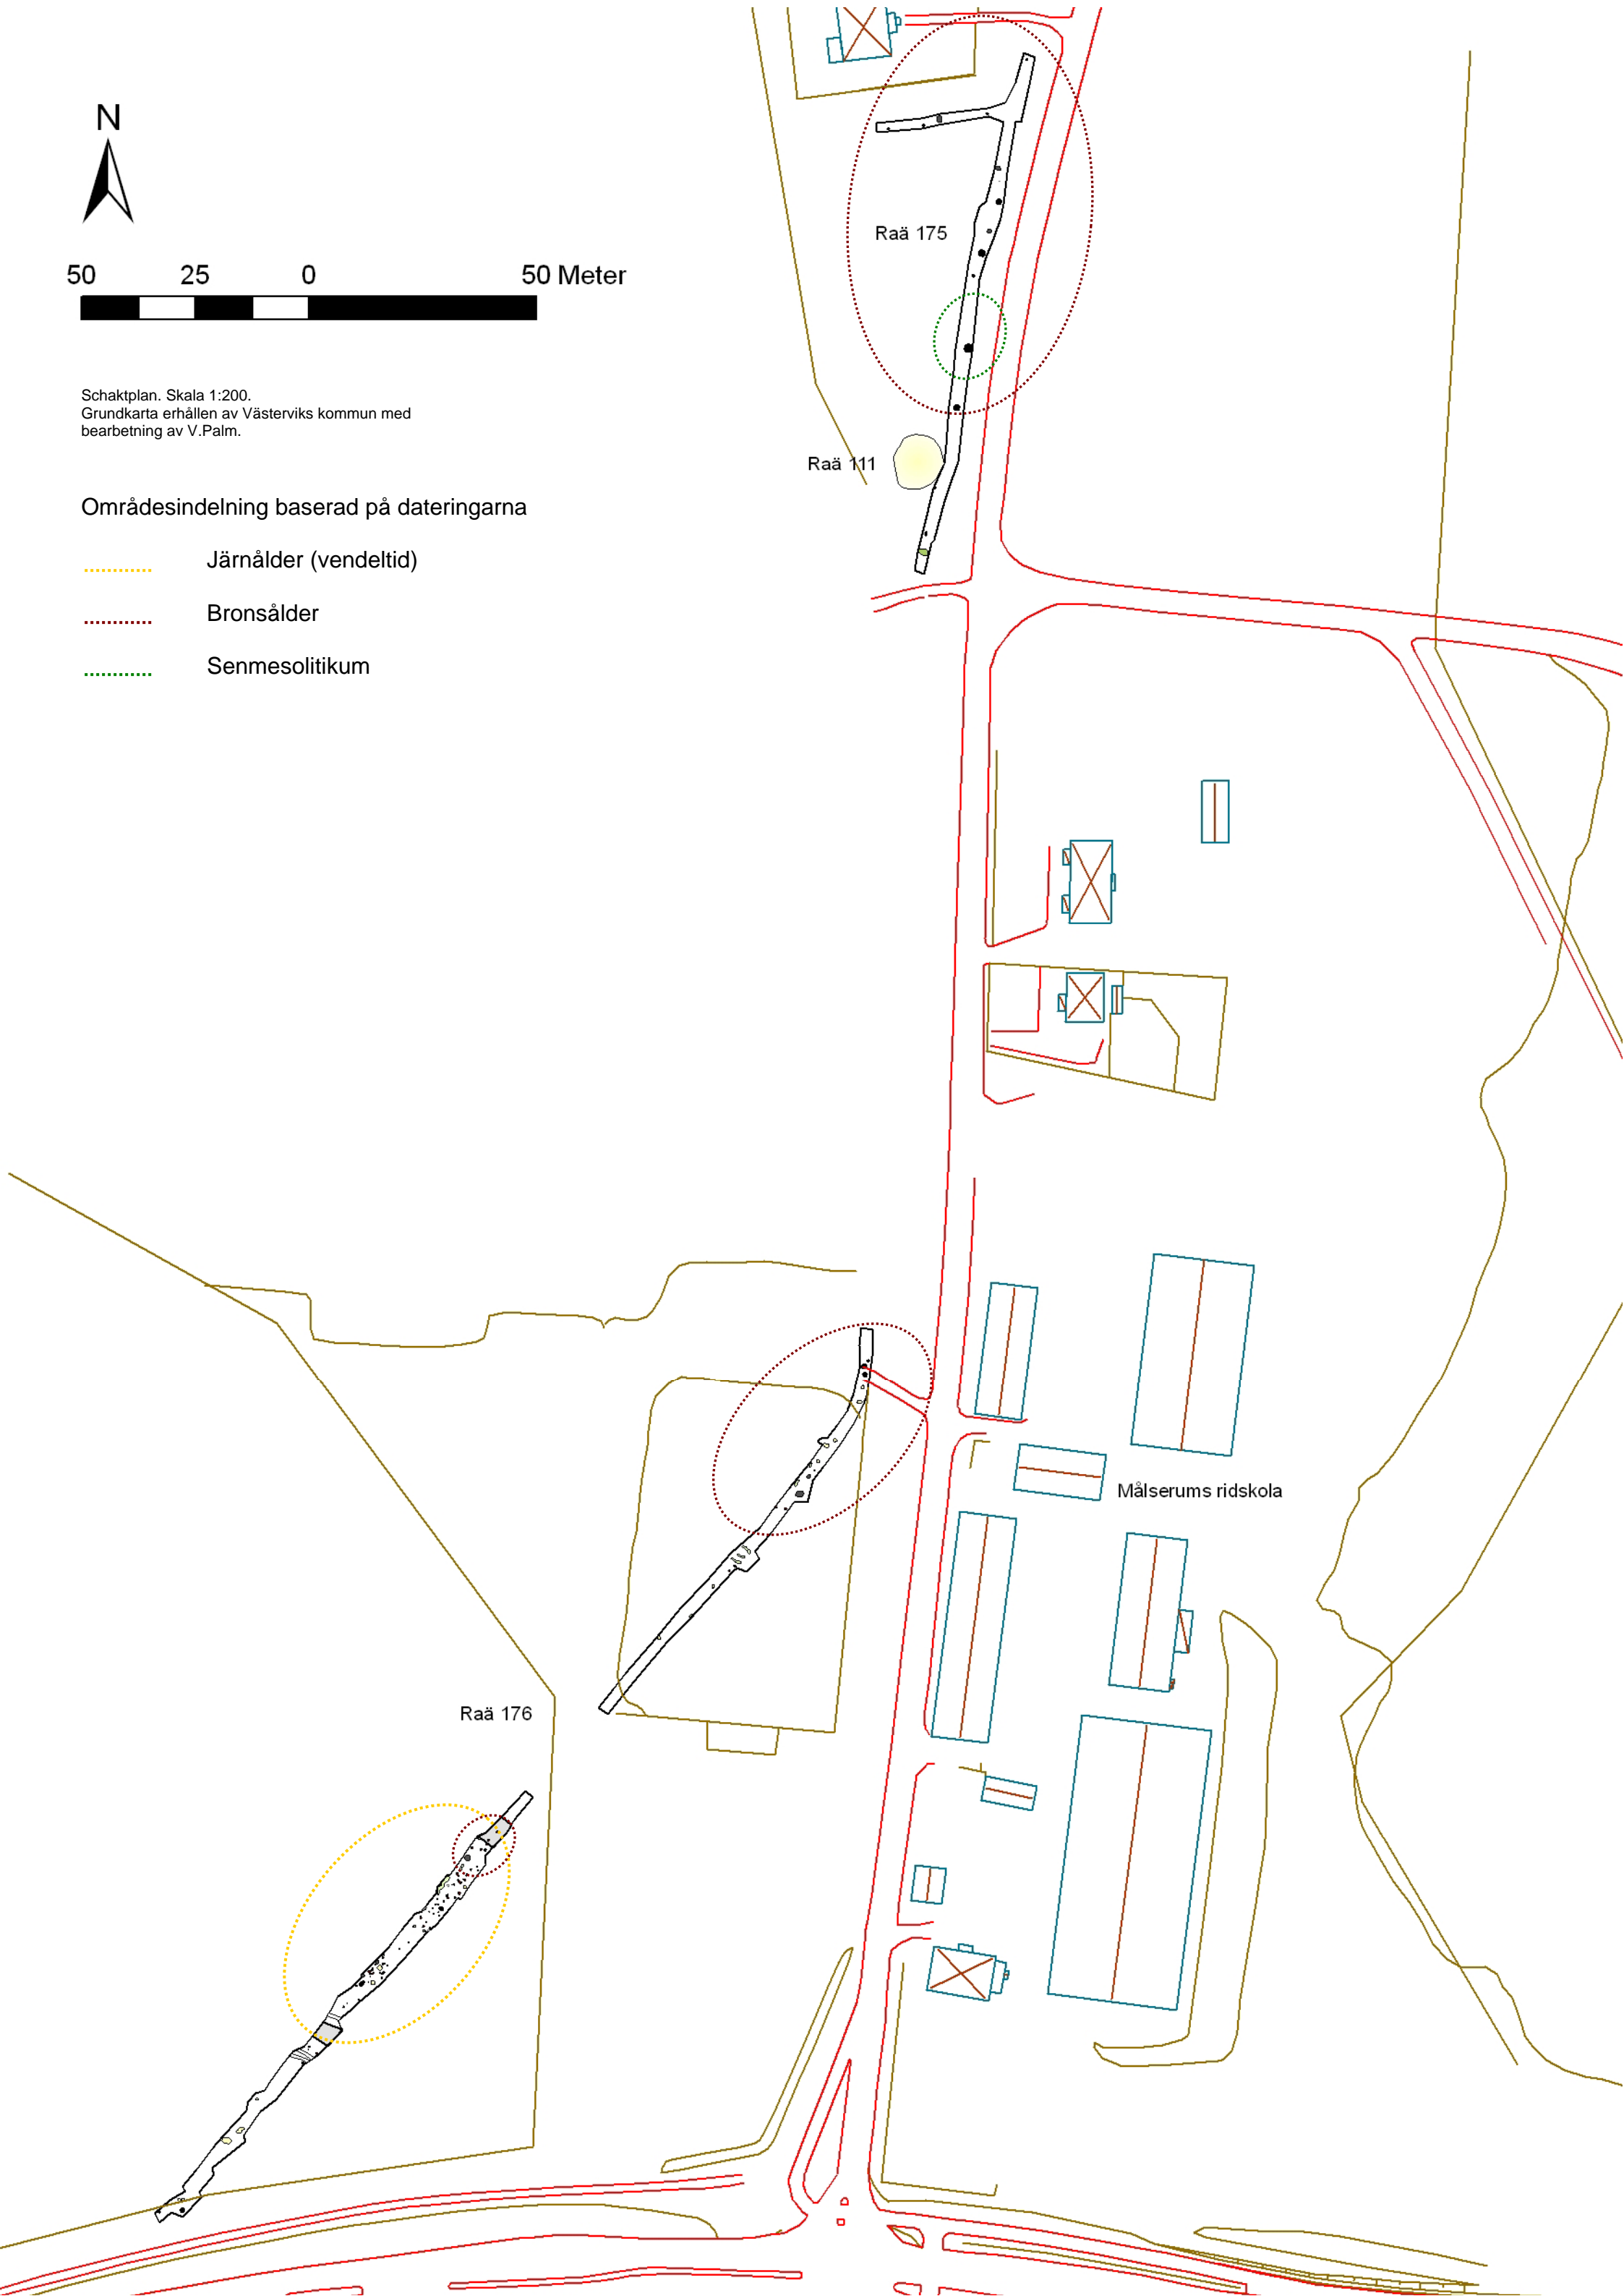 N
50 25 0 50 Meter
Schaktplan. Skala 1:200.
Grundkarta erhållen av Västerviks kommun med
bearbetning av V.Palm.
Områdesindelning baserad på dateringarna
Järnålder (vendeltid)
Bronsålder
Senmesolitikum
Raä 175
Raä 111
Målserums ridskola
Raä 176